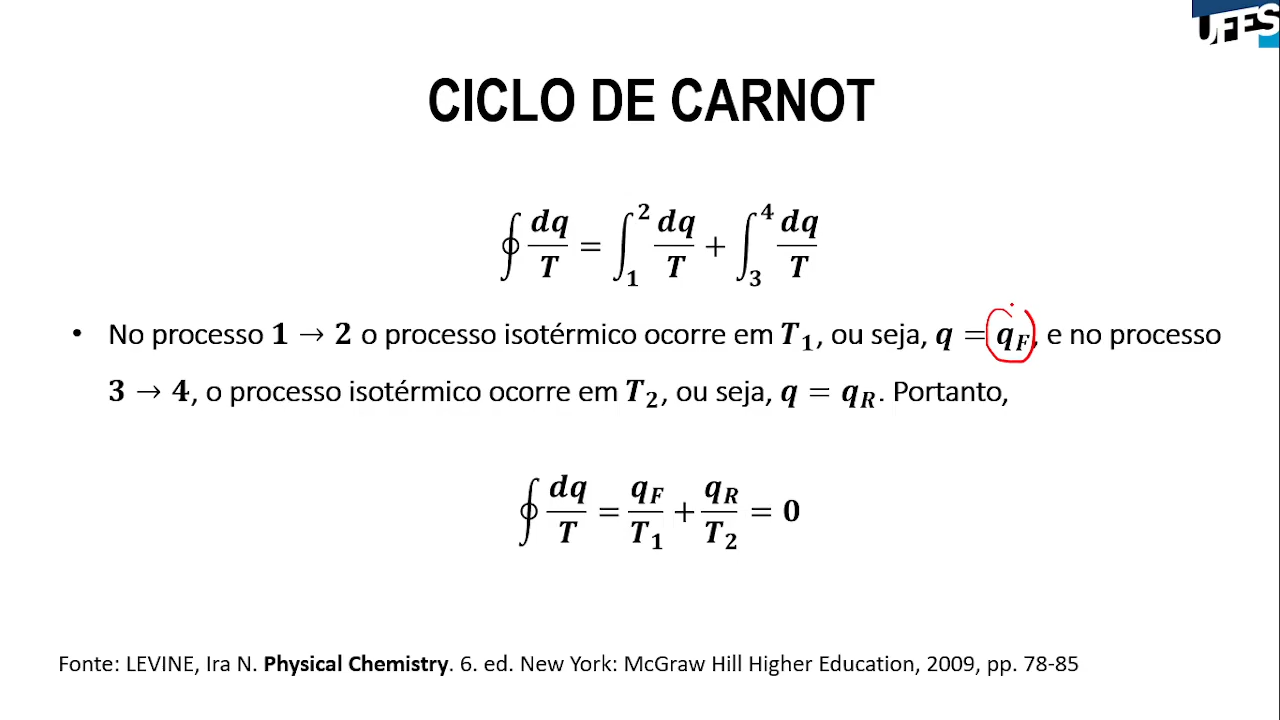 UFES
CICLO DE CARNOT
∮ dq/T = ∫₁² dq/T + ∫₃⁴ dq/T
• No processo 1 → 2 o processo isotérmico ocorre em T₁, ou seja, q = q_F, e no processo
3 → 4, o processo isotérmico ocorre em T₂, ou seja, q = q_R. Portanto,
∮ dq/T = q_F/T₁ + q_R/T₂ = 0
Fonte: LEVINE, Ira N. Physical Chemistry. 6. ed. New York: McGraw Hill Higher Education, 2009, pp. 78-85